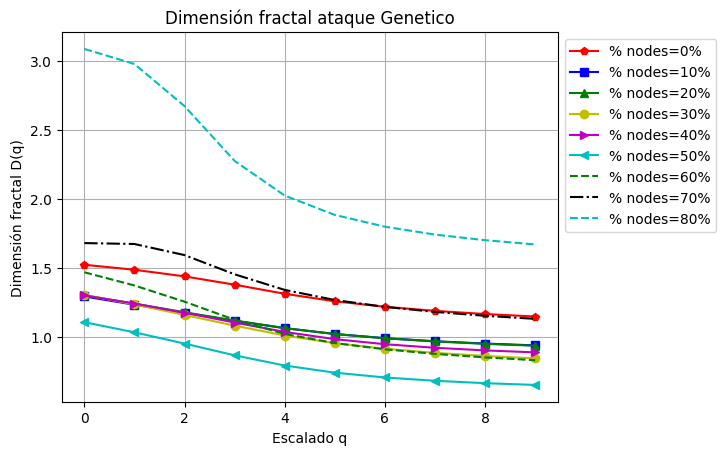 Dimensión fractal ataque Genetico
Dimensión fractal D(q)
3.0
2.5
2.0
1.5
1.0
0
2
4
6
8
Escalado q
% nodes=0%
% nodes=10%
% nodes=20%
% nodes=30%
% nodes=40%
% nodes=50%
% nodes=60%
% nodes=70%
% nodes=80%